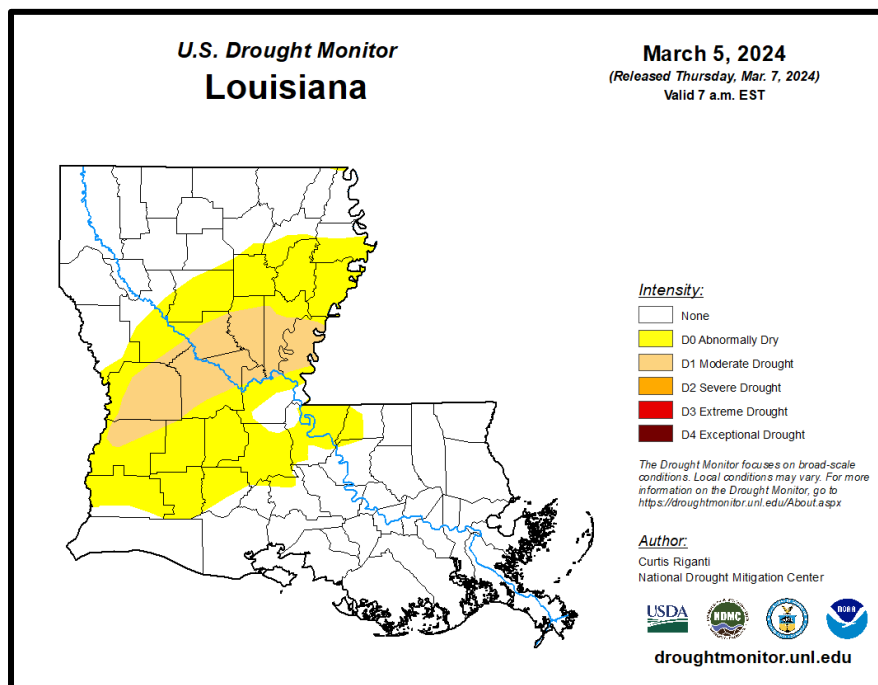 U.S. Drought Monitor
Louisiana
March 5, 2024
(Released Thursday, Mar. 7, 2024)
Valid 7 a.m. EST
Intensity:
None
D0 Abnormally Dry
D1 Moderate Drought
D2 Severe Drought
D3 Extreme Drought
D4 Exceptional Drought
The Drought Monitor focuses on broad-scale
conditions. Local conditions may vary. For more
information on the Drought Monitor, go to
https://droughtmonitor.unl.edu/About.aspx
Author:
Curtis Riganti
National Drought Mitigation Center
USDA
NDMC
NOAA
droughtmonitor.unl.edu